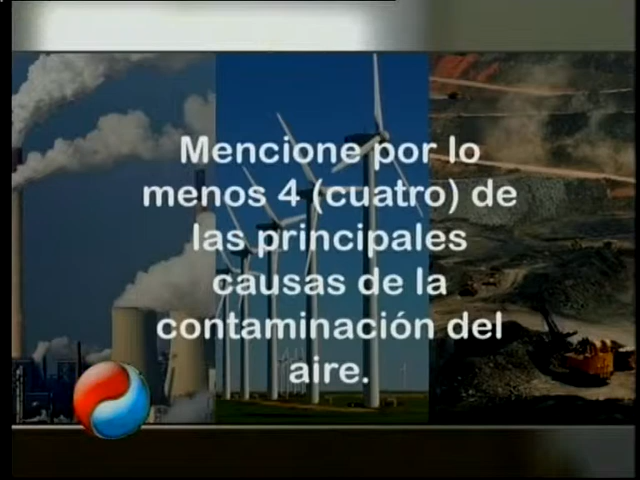 Mencione por lo
menos 4 (cuatro) de
las principales
causas de la
contaminación del
aire.